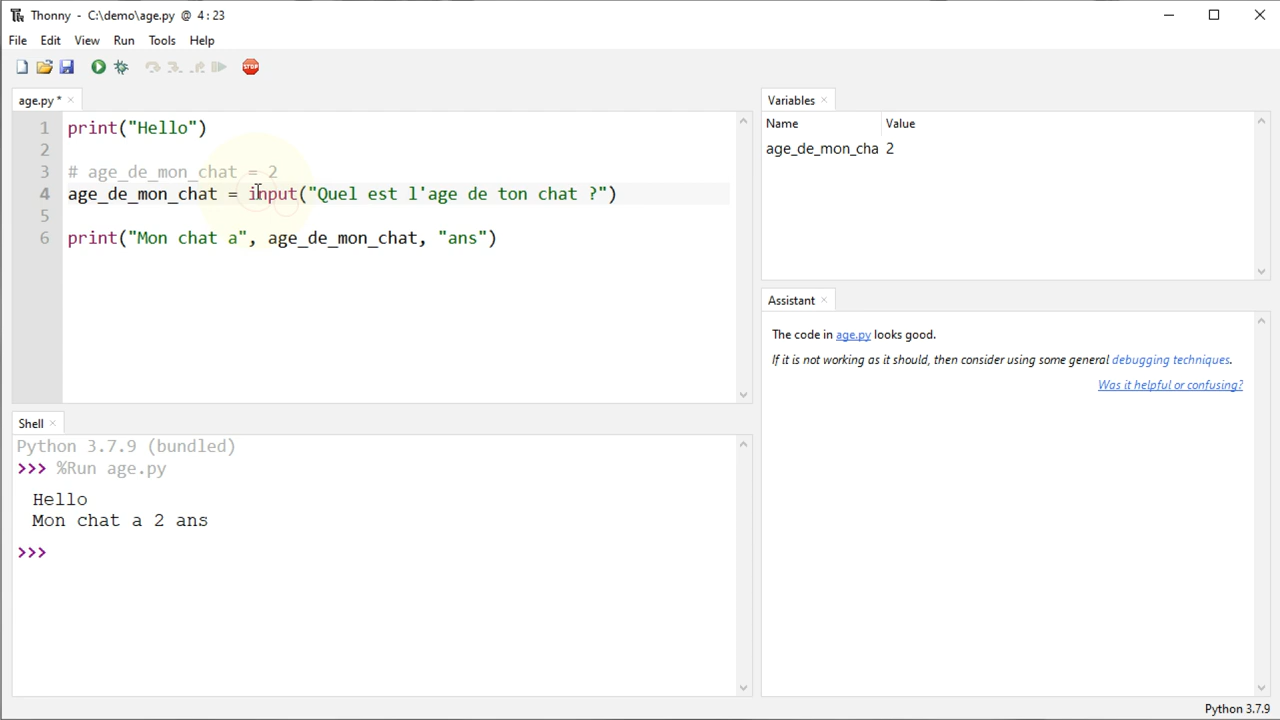 Thonny - C:\demo\age.py @ 4:23
File Edit View Run Tools Help
STOP
age.py *
1 print("Hello")
2
3 # age_de_mon_chat = 2
4 age_de_mon_chat = input("Quel est l'age de ton chat ?")
5
6 print("Mon chat a", age_de_mon_chat, "ans")
Variables
Name Value
age_de_mon_cha 2
Assistant
The code in age.py looks good.
If it is not working as it should, then consider using some general debugging techniques.
Was it helpful or confusing?
Shell
Python 3.7.9 (bundled)
>>> %Run age.py
Hello
Mon chat a 2 ans
>>>
Python 3.7.9